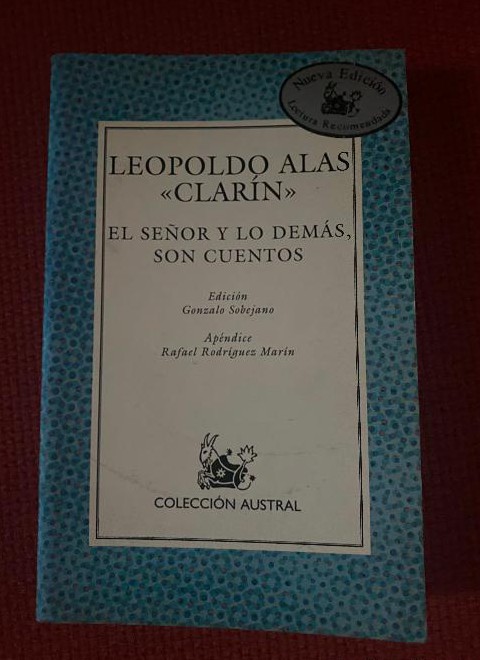 Nueva Edición
Lectura Recomendada
LEOPOLDO ALAS
«CLARÍN»
EL SEÑOR Y LO DEMÁS,
SON CUENTOS
Edición
Gonzalo Sobejano
Apéndice
Rafael Rodríguez Marín
COLECCIÓN AUSTRAL